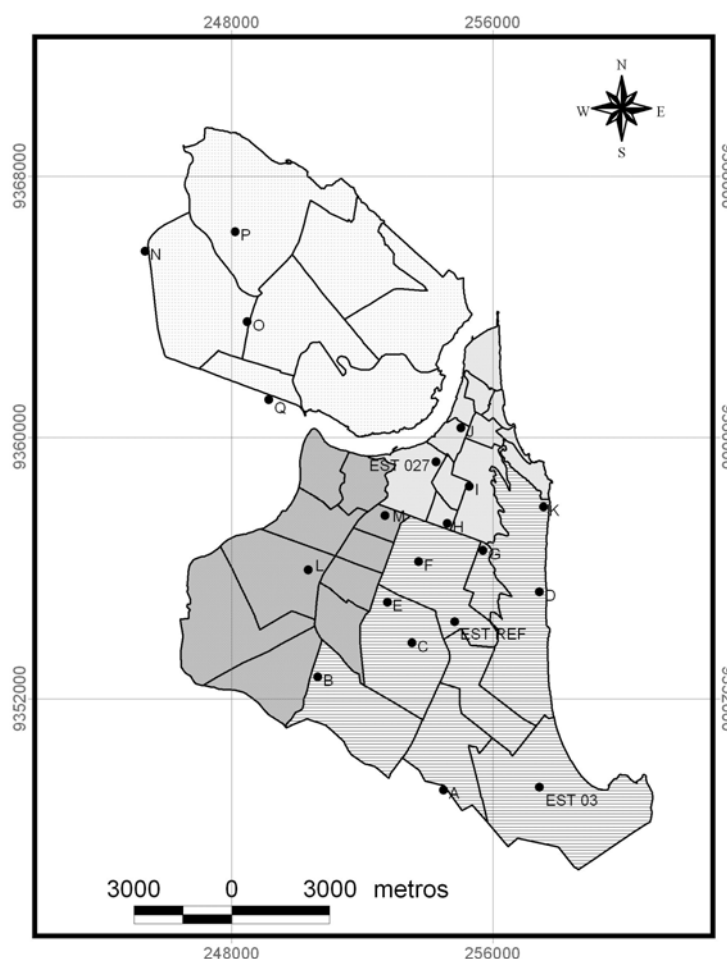 248000 256000
N
W E
S
9368000
P
N
O
Q
9360000
J
EST 027
I
K
M
H
G
F
L
D
E
EST REF
C
B
9352000
A
EST 03
3000 0 3000 metros
248000 256000